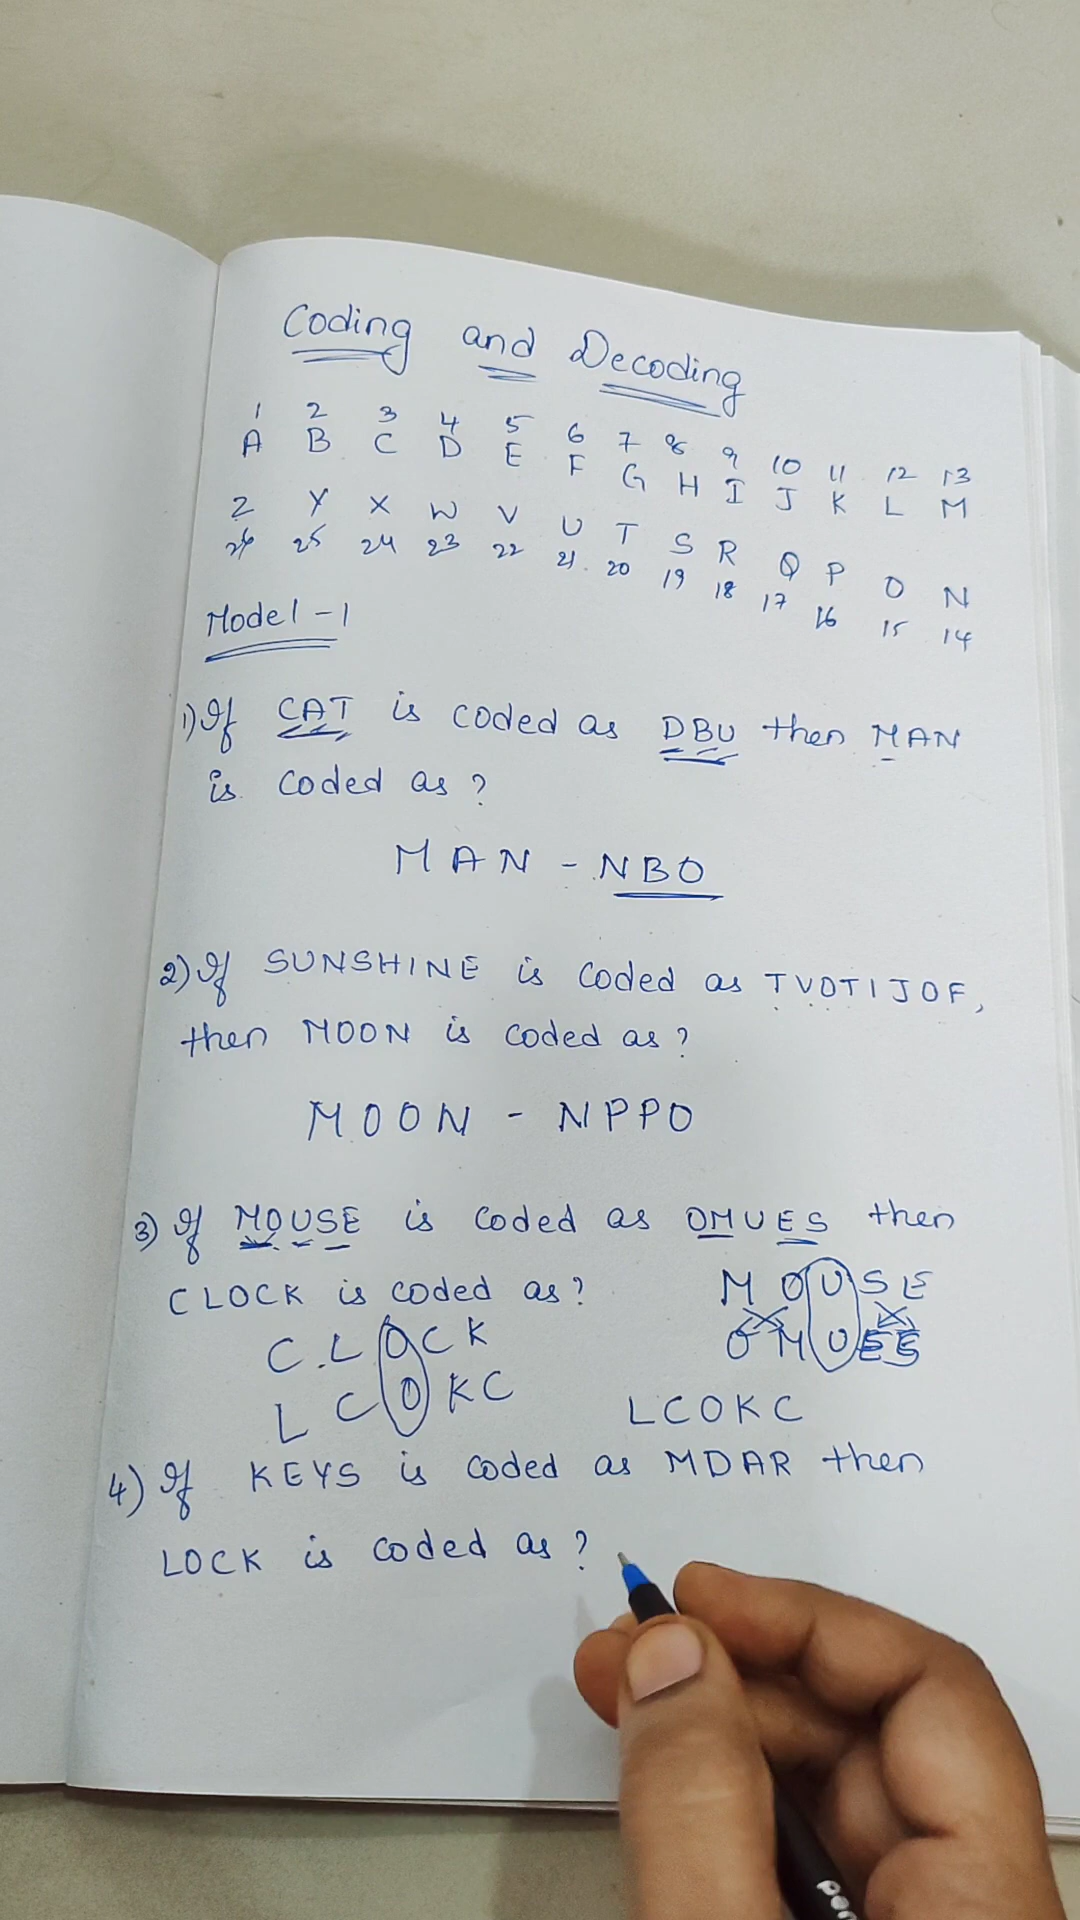 Coding and Decoding
1 2 3 4 5 6 7 8 9 10 11 12 13
A B C D E F G H I J K L M
Z Y X W V U T S R Q P O N
26 25 24 23 22 21 20 19 18 17 16 15 14
Model - 1
1) If CAT is coded as DBU then MAN
is coded as ?
MAN - NBO
2) If SUNSHINE is coded as TVOTIJOF,
then MOON is coded as ?
MOON - NPPO
3) If MOUSE is coded as OMUES then
CLOCK is coded as ?
MOUSE
OMUES
C.LOCK
LCOKC
LCOKC
4) If KEYS is coded as MDAR then
LOCK is coded as ?